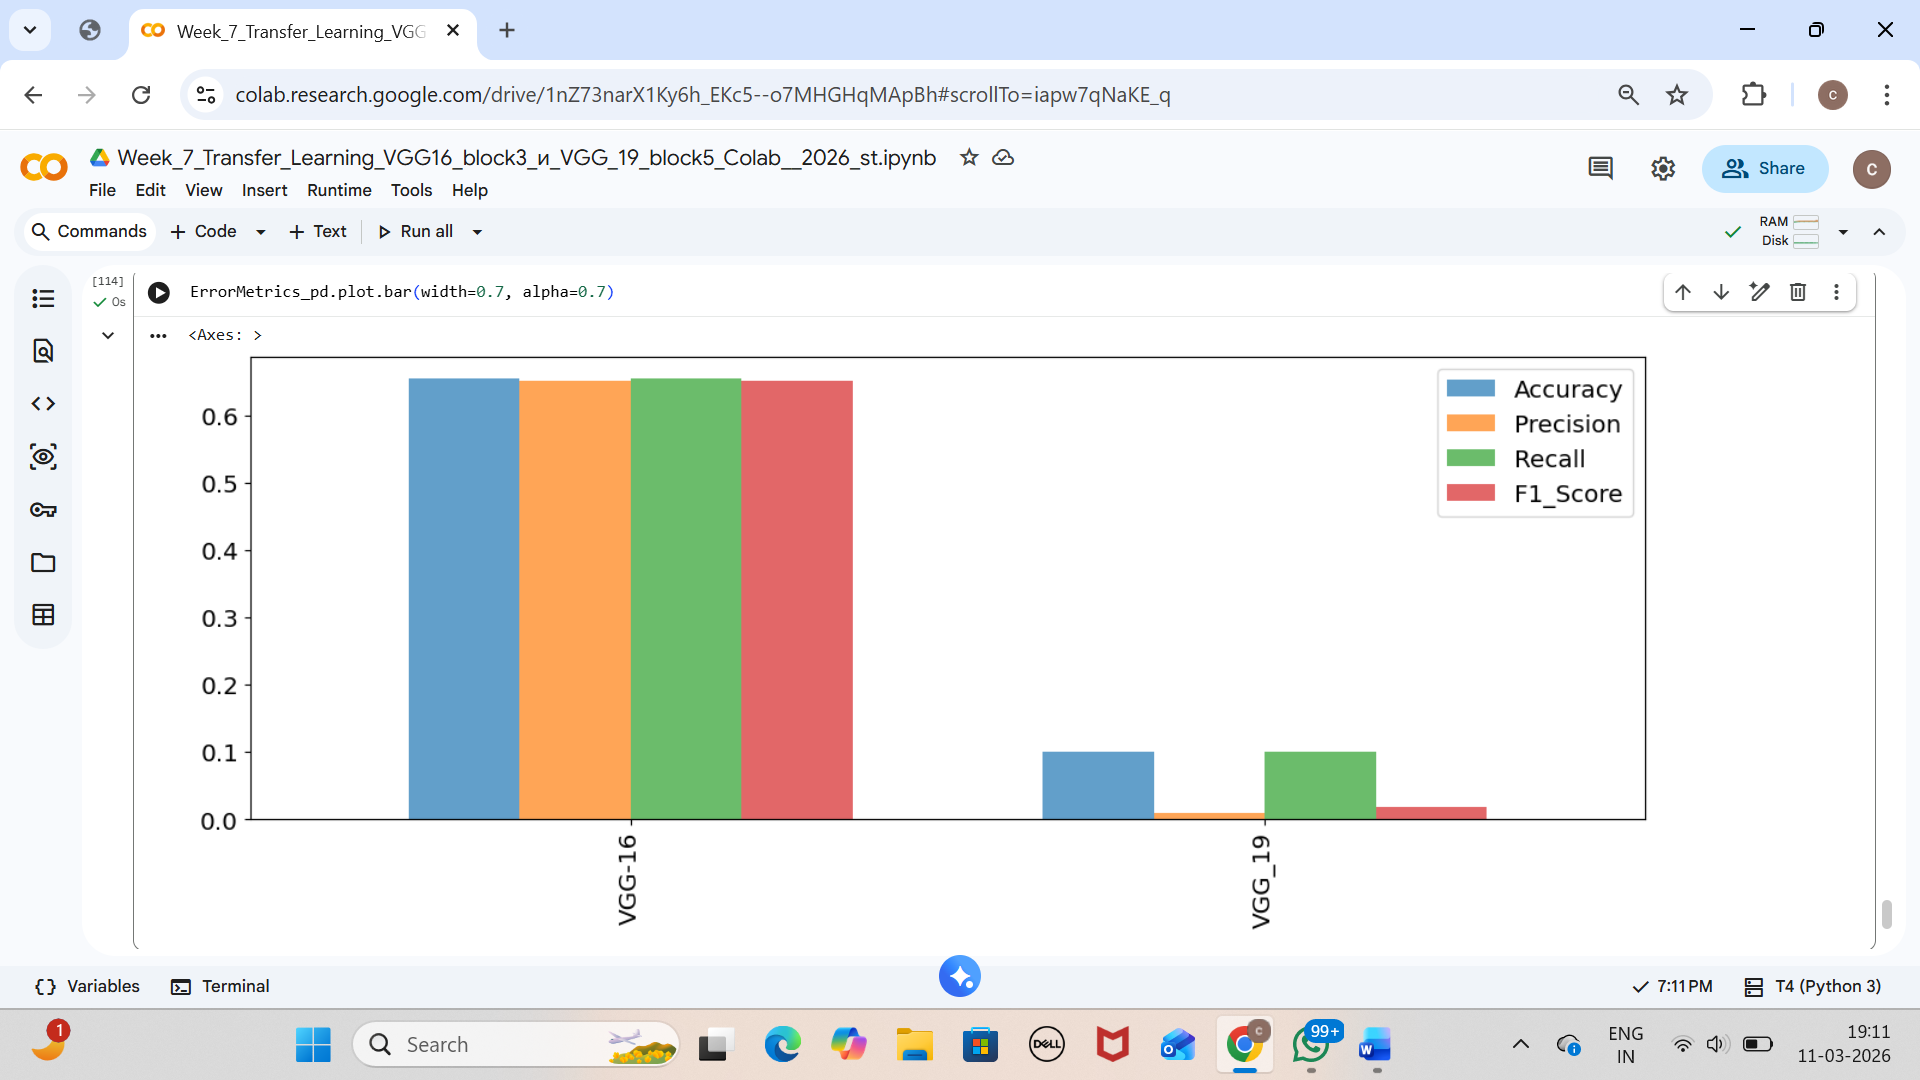 Week_7_Transfer_Learning_VGG
colab.research.google.com/drive/1nZ73narX1Ky6h_EKc5--o7MHGHqMApBh#scrollTo=iapw7qNaKE_q
C
Week_7_Transfer_Learning_VGG16_block3_и_VGG_19_block5_Colab__2026_st.ipynb
File Edit View Insert Runtime Tools Help
Share
C
Commands + Code + Text Run all
RAM
Disk
[114]
0s
ErrorMetrics_pd.plot.bar(width=0.7, alpha=0.7)
<Axes: >
Accuracy
Precision
Recall
F1_Score
0.6
0.5
0.4
0.3
0.2
0.1
0.0
VGG-16
VGG_19
Variables
Terminal
7:11 PM
T4 (Python 3)
1
Search
DELL
C
99+
ENG
IN
19:11
11-03-2026